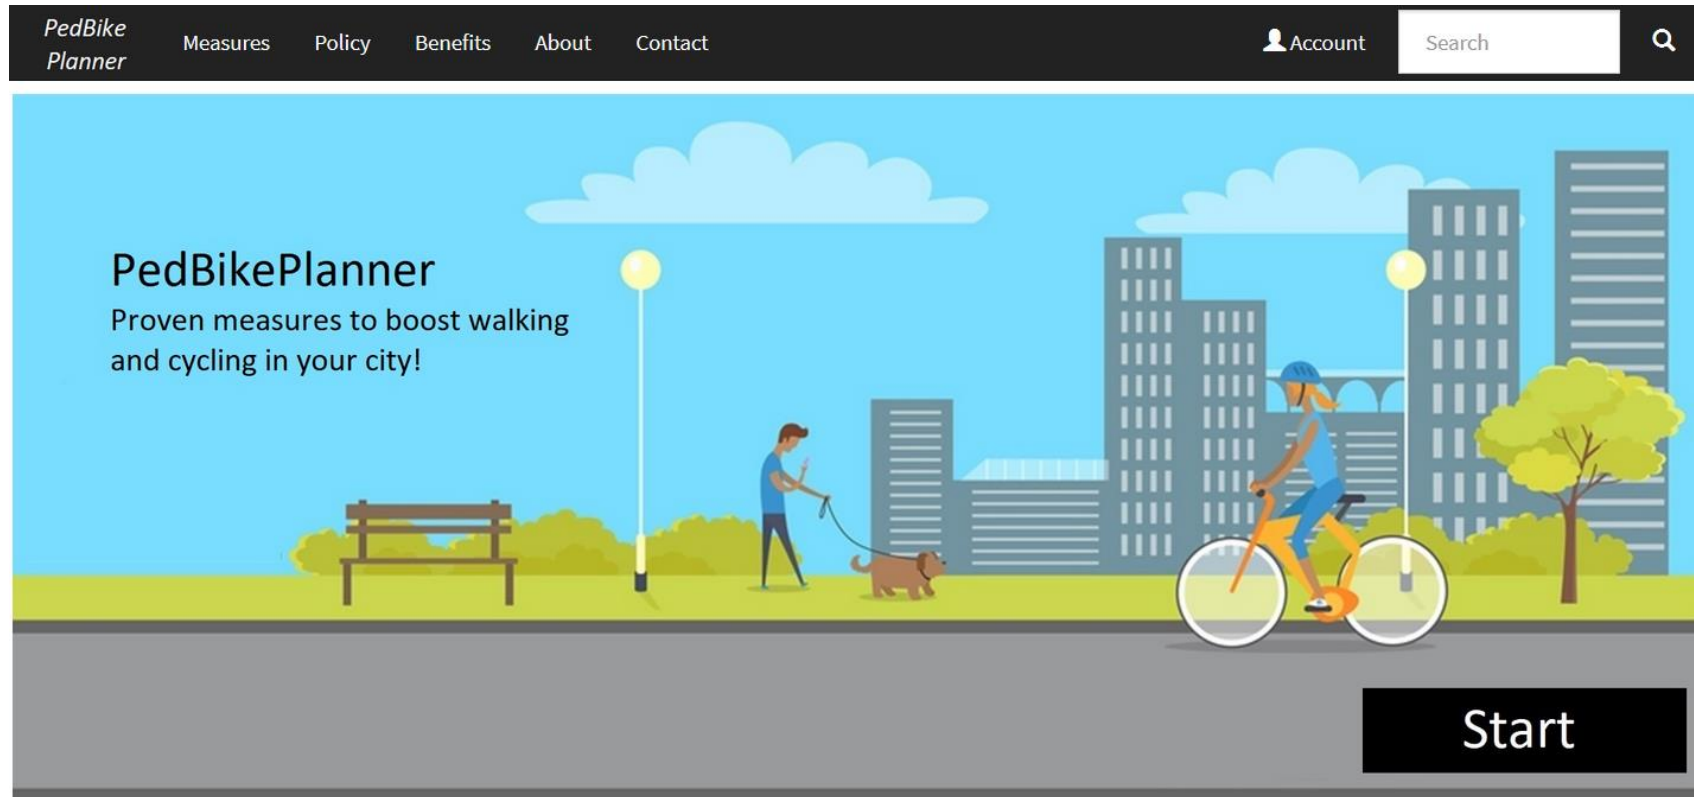 PedBike
Planner
Measures Policy Benefits About Contact Account Search
PedBikePlanner
Proven measures to boost walking
and cycling in your city!
Start